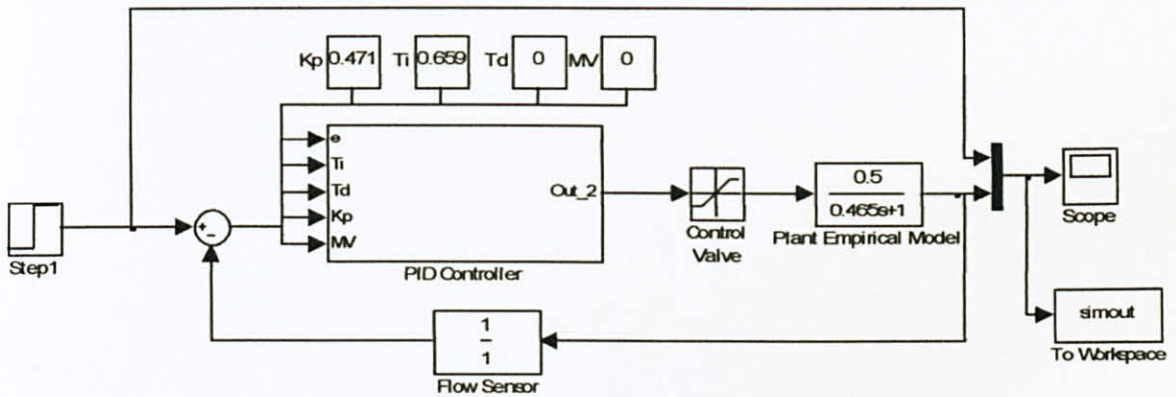 Kp 0.471 Ti 0.659 Td 0 MV 0
e
Ti
Td
Kp
MV
Out_2
PID Controller
Step1
+
−
Control
Valve
0.5
0.465s+1
Plant Empirical Model
Scope
simout
To Workspace
1
1
Flow Sensor